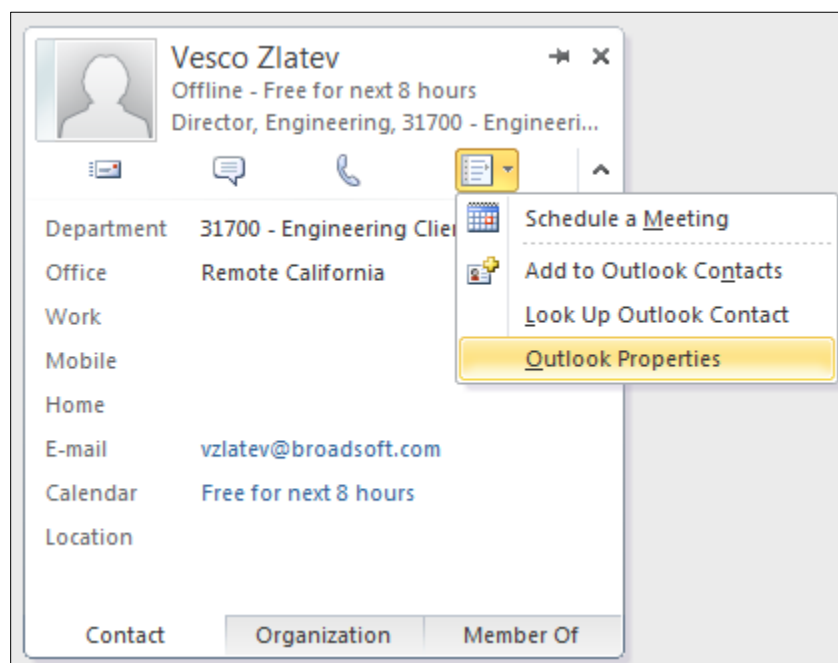 Vesco Zlatev
Offline - Free for next 8 hours
Director, Engineering, 31700 - Engineeri...
Department 31700 - Engineering Clie
Office Remote California
Work
Mobile
Home
E-mail vzlatev@broadsoft.com
Calendar Free for next 8 hours
Location
Schedule a Meeting
Add to Outlook Contacts
Look Up Outlook Contact
Outlook Properties
Contact Organization Member Of